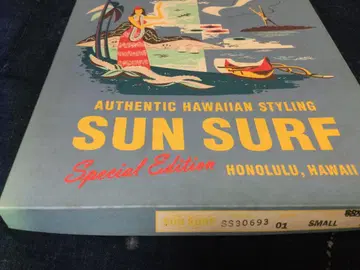 AUTHENTIC HAWAIIAN STYLING
SUN SURF
Special Edition
HONOLULU, HAWAII
SUN SURF SS30693 01 SMALL